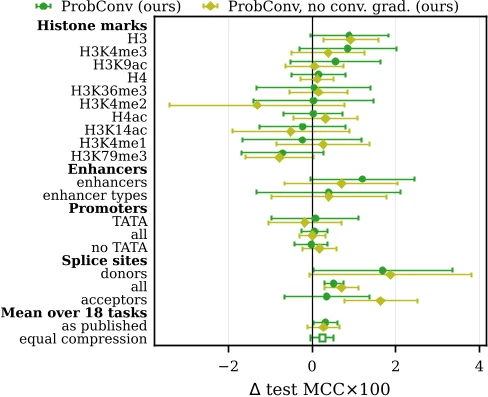 ProbConv (ours) ProbConv, no conv. grad. (ours)
Histone marks
H3
H3K4me3
H3K9ac
H4
H3K36me3
H3K4me2
H4ac
H3K14ac
H3K4me1
H3K79me3
Enhancers
enhancers
enhancer types
Promoters
TATA
all
no TATA
Splice sites
donors
all
acceptors
Mean over 18 tasks
as published
equal compression
−2 0 2 4
Δ test MCC×100